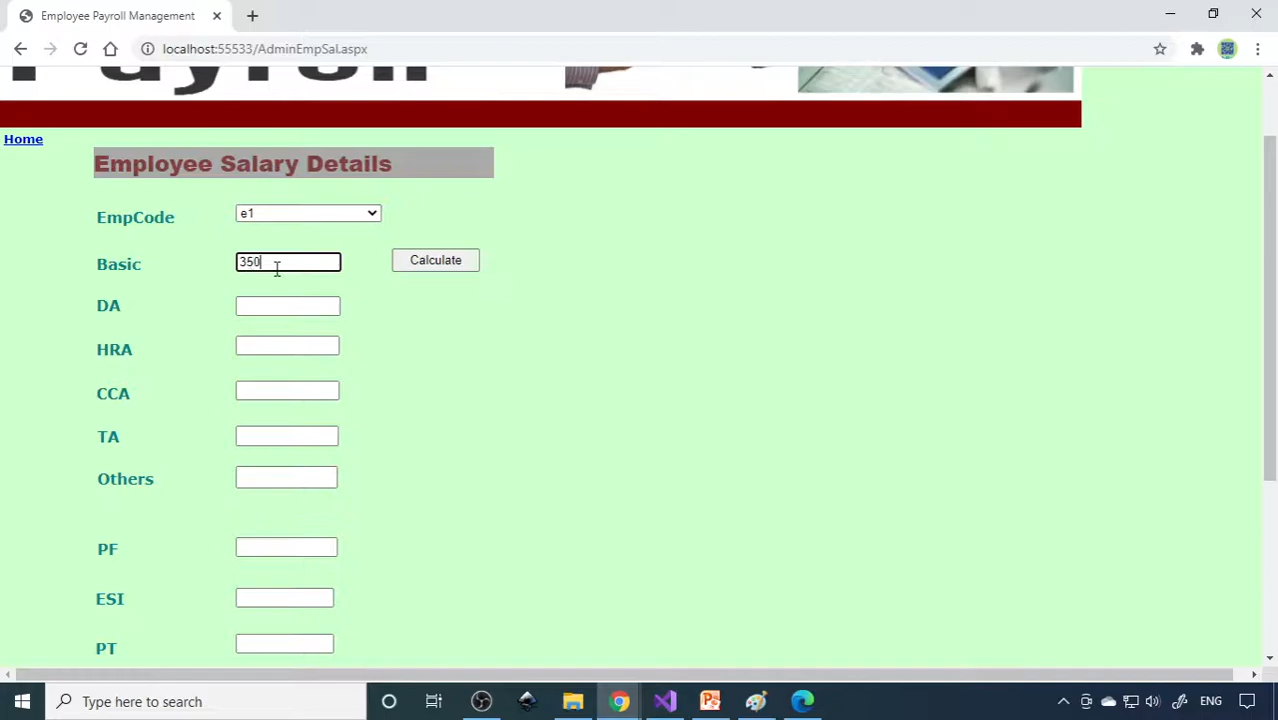 Employee Payroll Management
localhost:55533/AdminEmpSal.aspx
Payroll
Home
Employee Salary Details
EmpCode e1
Basic 350 Calculate
DA
HRA
CCA
TA
Others
PF
ESI
PT
Type here to search ENG